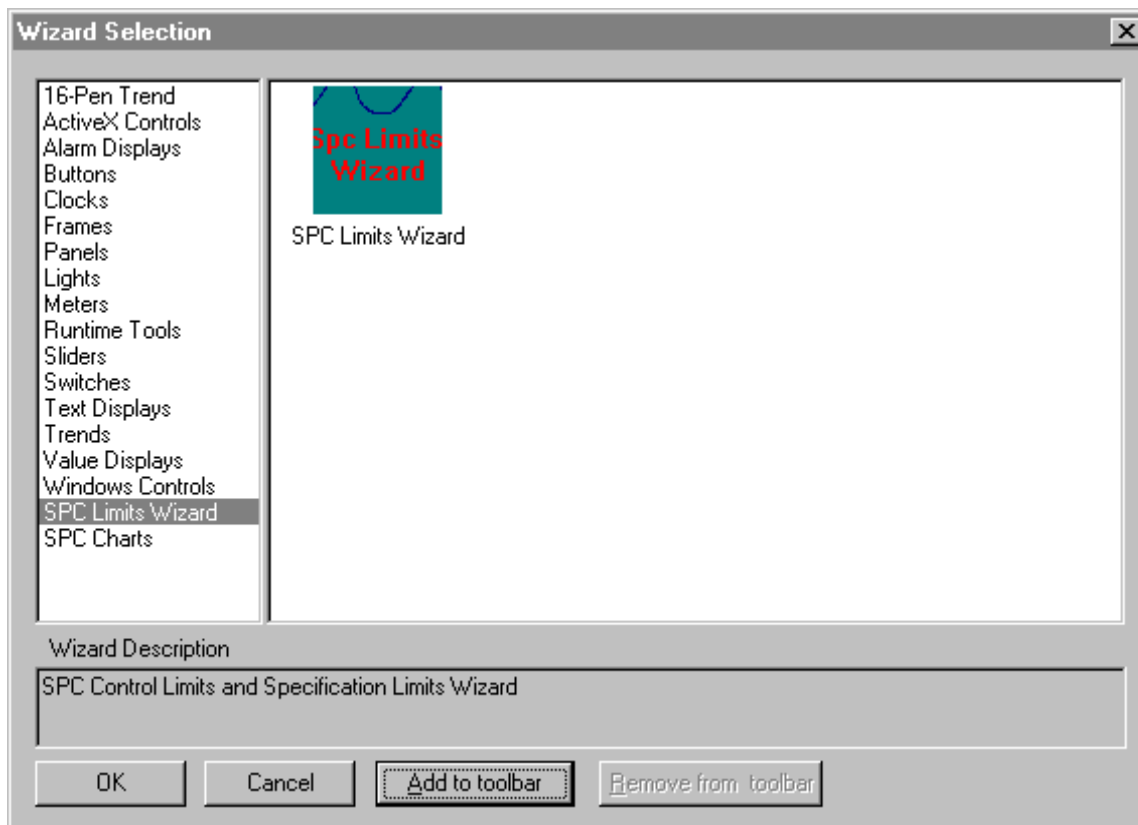 Wizard Selection
16-Pen Trend
ActiveX Controls
Alarm Displays
Buttons
Clocks
Frames
Panels
Lights
Meters
Runtime Tools
Sliders
Switches
Text Displays
Trends
Value Displays
Windows Controls
SPC Limits Wizard
SPC Charts
Spc Limits
Wizard
SPC Limits Wizard
Wizard Description
SPC Control Limits and Specification Limits Wizard
OK Cancel Add to toolbar Remove from toolbar